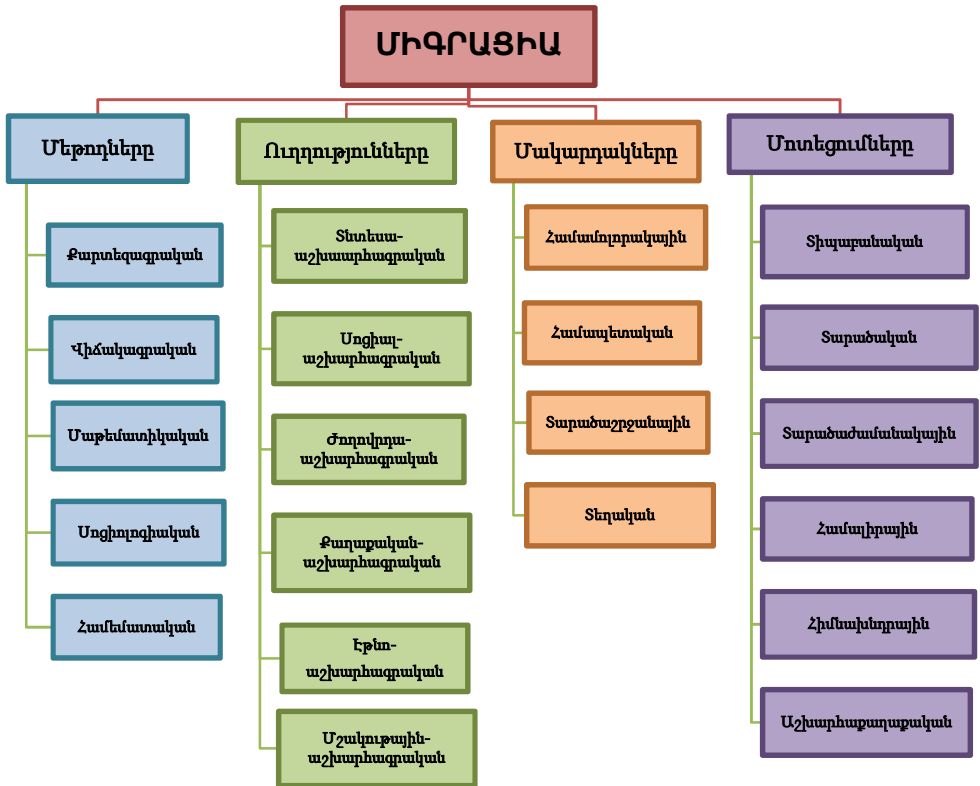 ՄԻԳՐԱՑԻԱ
Մեթոդները
Քարտեզագրական
Վիճակագրական
Մաթեմատիկական
Սոցիոլոգիական
Համեմատական
Ուղղությունները
Տնտեսա-
աշխաարհագրական
Սոցիալ-
աշխարհագրական
Ժողովրդա-
աշխարհագրական
Քաղաքական-
աշխարհագրական
Էթնո-
աշխարհագրական
Մշակութային-
աշխարհագրական
Մակարդակները
Համամոլորակային
Համապետական
Տարածաշրջանային
Տեղական
Մոտեցումները
Տիպաբանական
Տարածական
Տարածաժամանակային
Համալիրային
Հիմնախնդրային
Աշխարհաքաղաքական